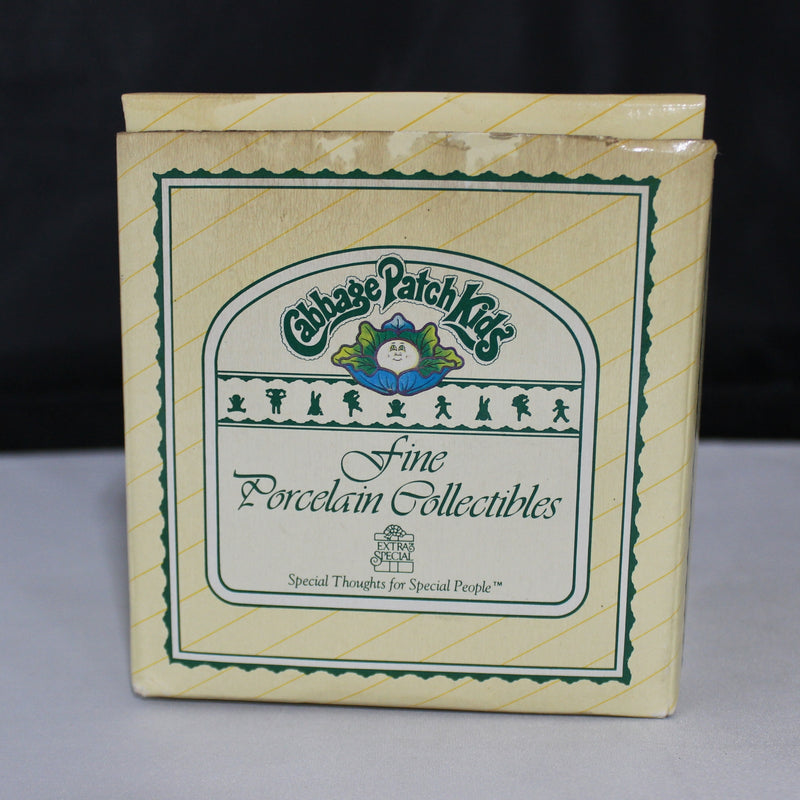 Cabbage Patch Kids
Fine
Porcelain Collectibles
EXTRA
SPECIAL
Special Thoughts for Special People™